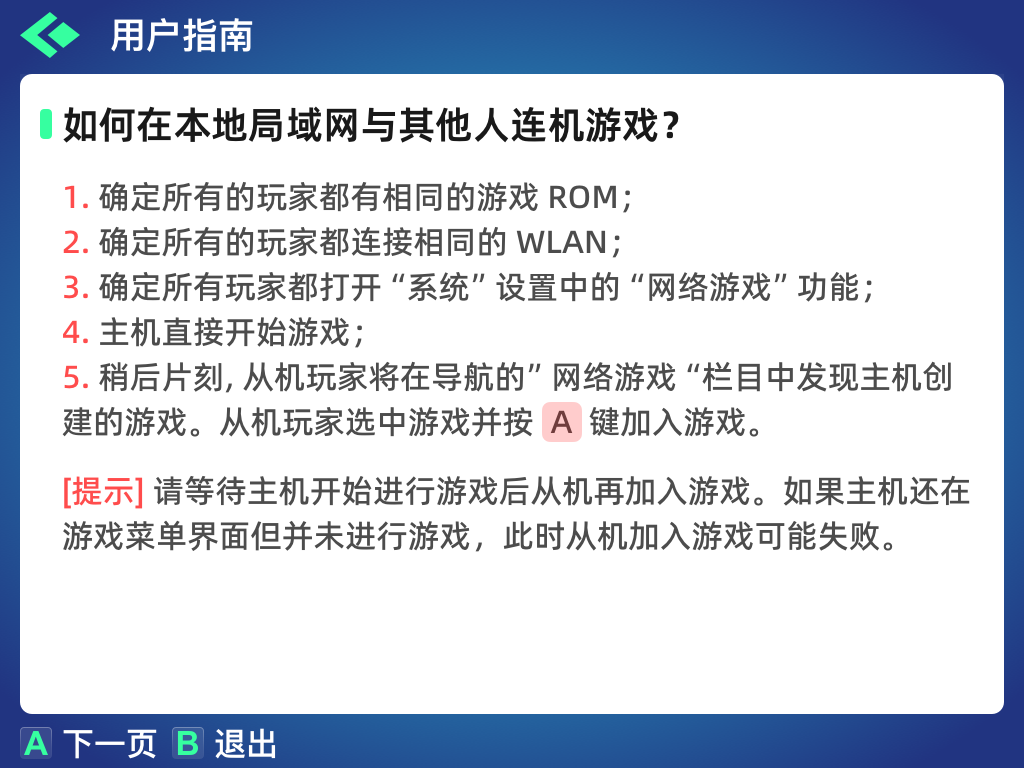 用户指南
如何在本地局域网与其他人连机游戏？
1. 确定所有的玩家都有相同的游戏 ROM；
2. 确定所有的玩家都连接相同的 WLAN；
3. 确定所有玩家都打开 “系统” 设置中的 “网络游戏” 功能；
4. 主机直接开始游戏；
5. 稍后片刻, 从机玩家将在导航的” 网络游戏 “栏目中发现主机创
建的游戏。从机玩家选中游戏并按 A 键加入游戏。
[提示] 请等待主机开始进行游戏后从机再加入游戏。如果主机还在
游戏菜单界面但并未进行游戏，此时从机加入游戏可能失败。
A 下一页 B 退出